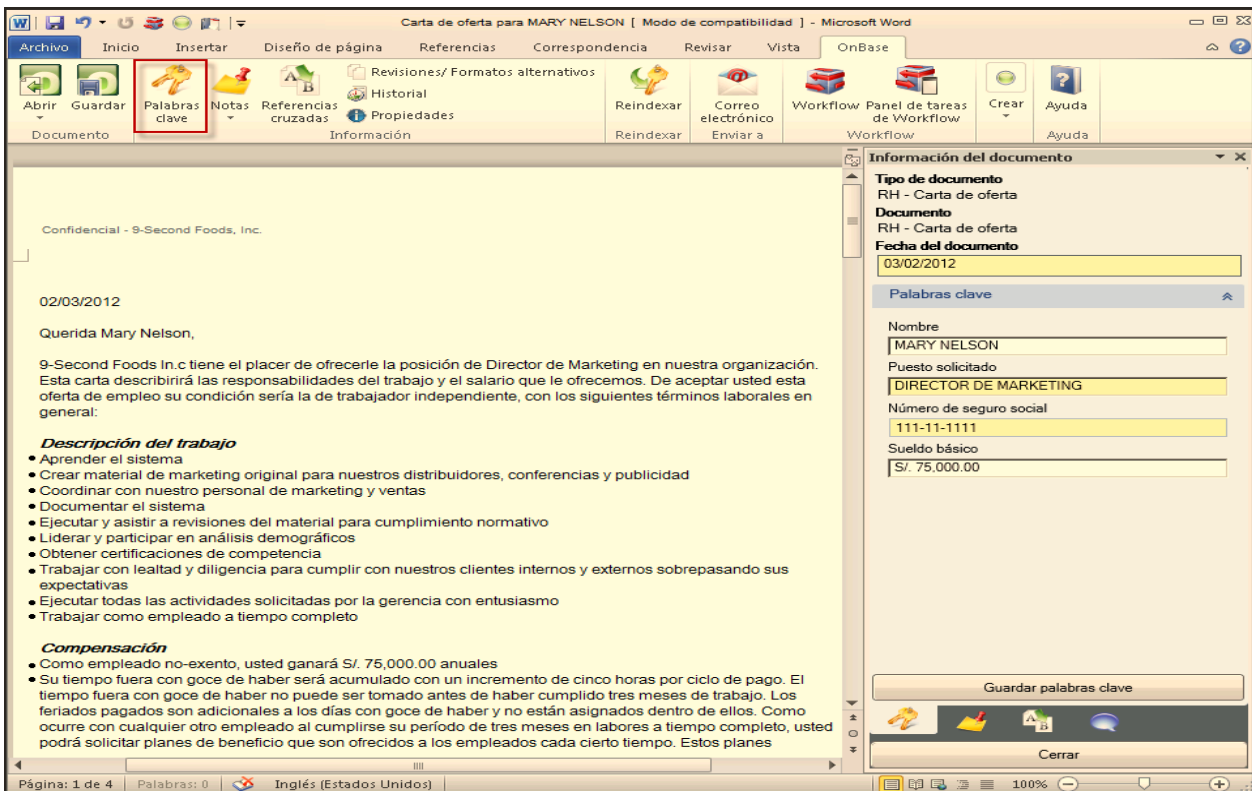 W
Carta de oferta para MARY NELSON [ Modo de compatibilidad ] - Microsoft Word
Archivo Inicio Insertar Diseño de página Referencias Correspondencia Revisar Vista OnBase
Abrir Guardar Palabras clave Notas Referencias cruzadas
Revisiones/ Formatos alternativos
Historial
Propiedades
Reindexar Correo electrónico Workflow Panel de tareas de Workflow Crear Ayuda
Documento Información Reindexar Enviar a Workflow Ayuda
Confidencial - 9-Second Foods, Inc.
02/03/2012
Querida Mary Nelson,
9-Second Foods In.c tiene el placer de ofrecerle la posición de Director de Marketing en nuestra organización.
Esta carta describirirá las responsabilidades del trabajo y el salario que le ofrecemos. De aceptar usted esta
oferta de empleo su condición sería la de trabajador independiente, con los siguientes términos laborales en
general:
Descripción del trabajo
• Aprender el sistema
• Crear material de marketing original para nuestros distribuidores, conferencias y publicidad
• Coordinar con nuestro personal de marketing y ventas
• Documentar el sistema
• Ejecutar y asistir a revisiones del material para cumplimiento normativo
• Liderar y participar en análisis demográficos
• Obtener certificaciones de competencia
• Trabajar con lealtad y diligencia para cumplir con nuestros clientes internos y externos sobrepasando sus
expectativas
• Ejecutar todas las actividades solicitadas por la gerencia con entusiasmo
• Trabajar como empleado a tiempo completo
Compensación
• Como empleado no-exento, usted ganará S/. 75,000.00 anuales
• Su tiempo fuera con goce de haber será acumulado con un incremento de cinco horas por ciclo de pago. El
tiempo fuera con goce de haber no puede ser tomado antes de haber cumplido tres meses de trabajo. Los
feriados pagados son adicionales a los días con goce de haber y no están asignados dentro de ellos. Como
ocurre con cualquier otro empleado al cumplirse su período de tres meses en labores a tiempo completo, usted
podrá solicitar planes de beneficio que son ofrecidos a los empleados cada cierto tiempo. Estos planes
Información del documento
Tipo de documento
RH - Carta de oferta
Documento
RH - Carta de oferta
Fecha del documento
03/02/2012
Palabras clave
Nombre
MARY NELSON
Puesto solicitado
DIRECTOR DE MARKETING
Número de seguro social
111-11-1111
Sueldo básico
S/. 75,000.00
Guardar palabras clave
Cerrar
Página: 1 de 4 Palabras: 0 Inglés (Estados Unidos) 100%